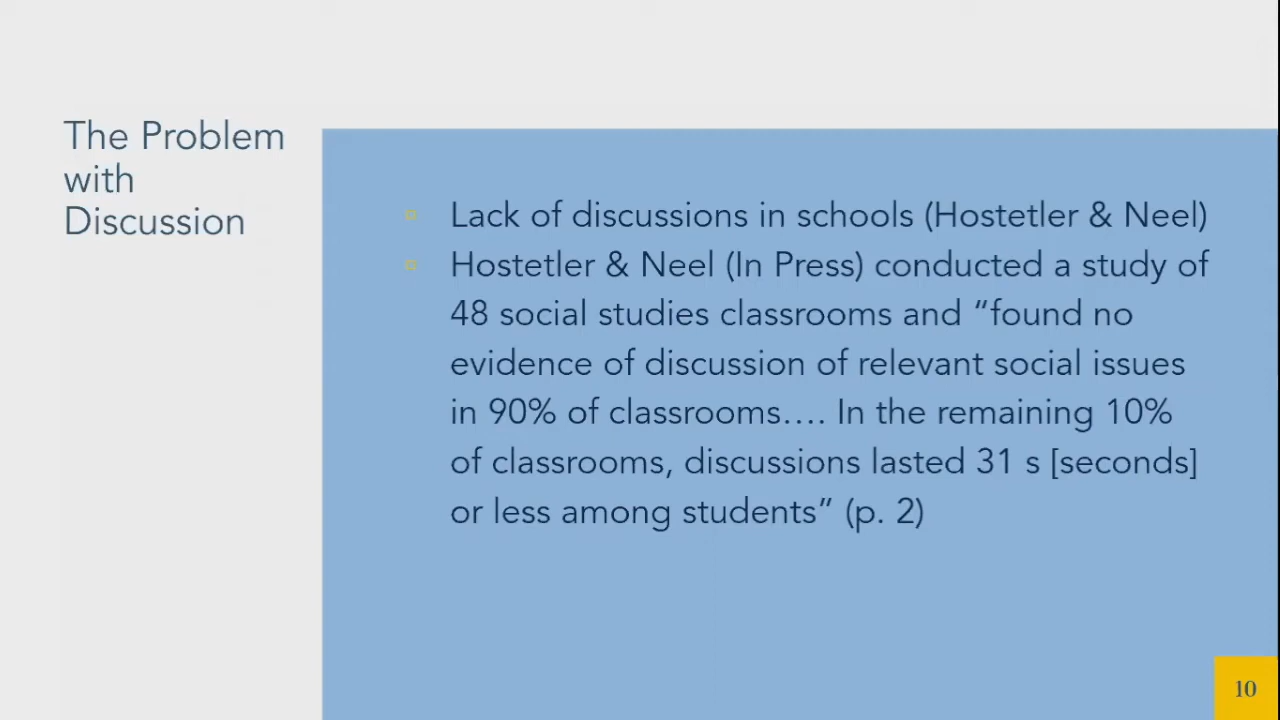 The Problem
with
Discussion
Lack of discussions in schools (Hostetler & Neel)
Hostetler & Neel (In Press) conducted a study of
48 social studies classrooms and “found no
evidence of discussion of relevant social issues
in 90% of classrooms…. In the remaining 10%
of classrooms, discussions lasted 31 s [seconds]
or less among students” (p. 2)
10